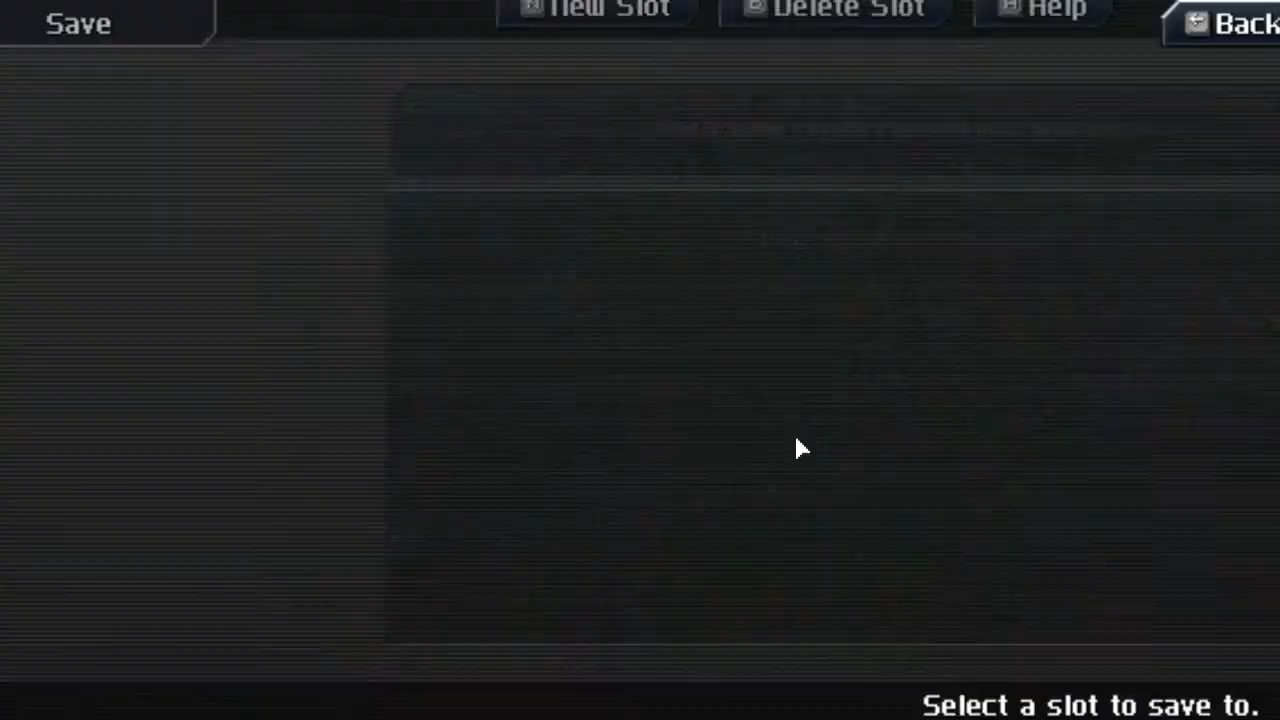 Save
New Slot
Delete Slot
Help
Back
Select a slot to save to.